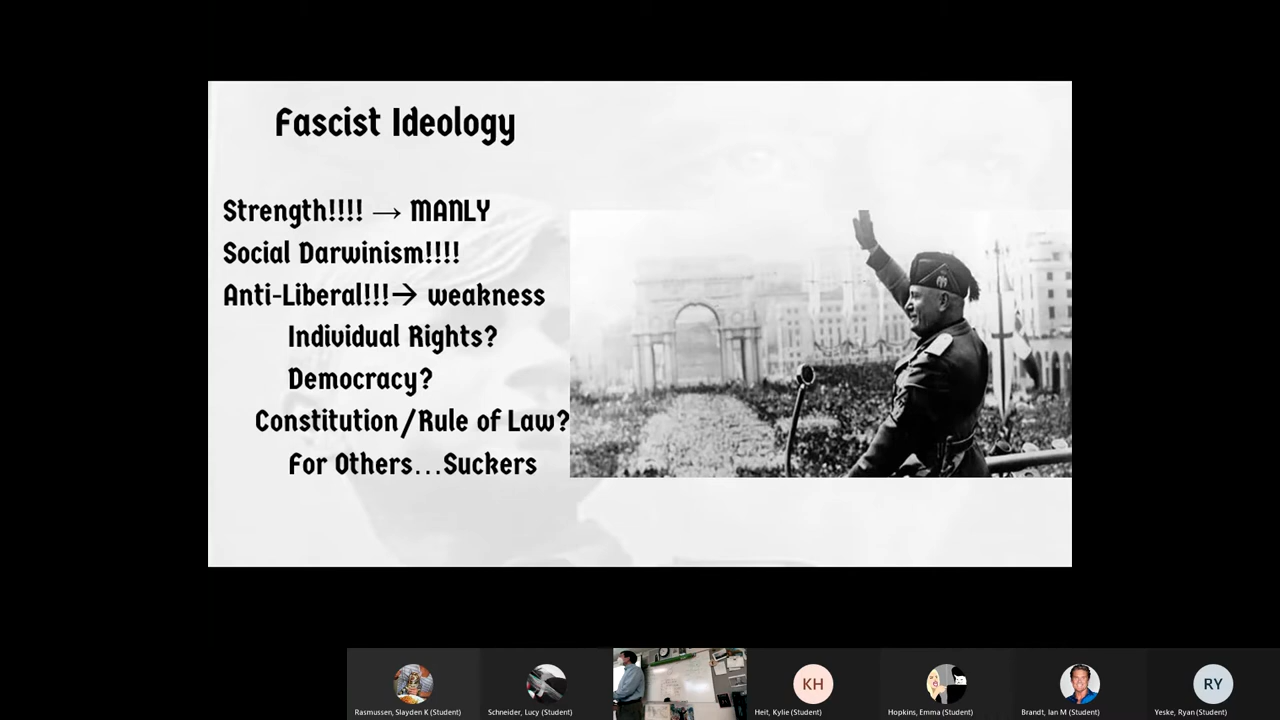 Fascist Ideology
Strength!!!! → MANLY
Social Darwinism!!!!
Anti-Liberal!!!→ weakness
Individual Rights?
Democracy?
Constitution/Rule of Law?
For Others...Suckers
Rasmussen, Slayden K (Student)
Schneider, Lucy (Student)
KH
Heit, Kylie (Student)
Hopkins, Emma (Student)
Brandt, Ian M (Student)
RY
Yeske, Ryan (Student)